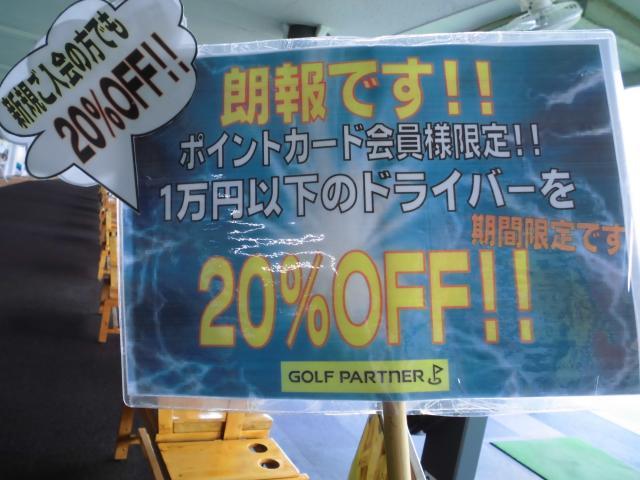 新規ご入会の方でも
20%OFF!!
朗報です!!
ポイントカード会員様限定!!
1万円以下のドライバーを
期間限定です
20%OFF!!
GOLF PARTNER